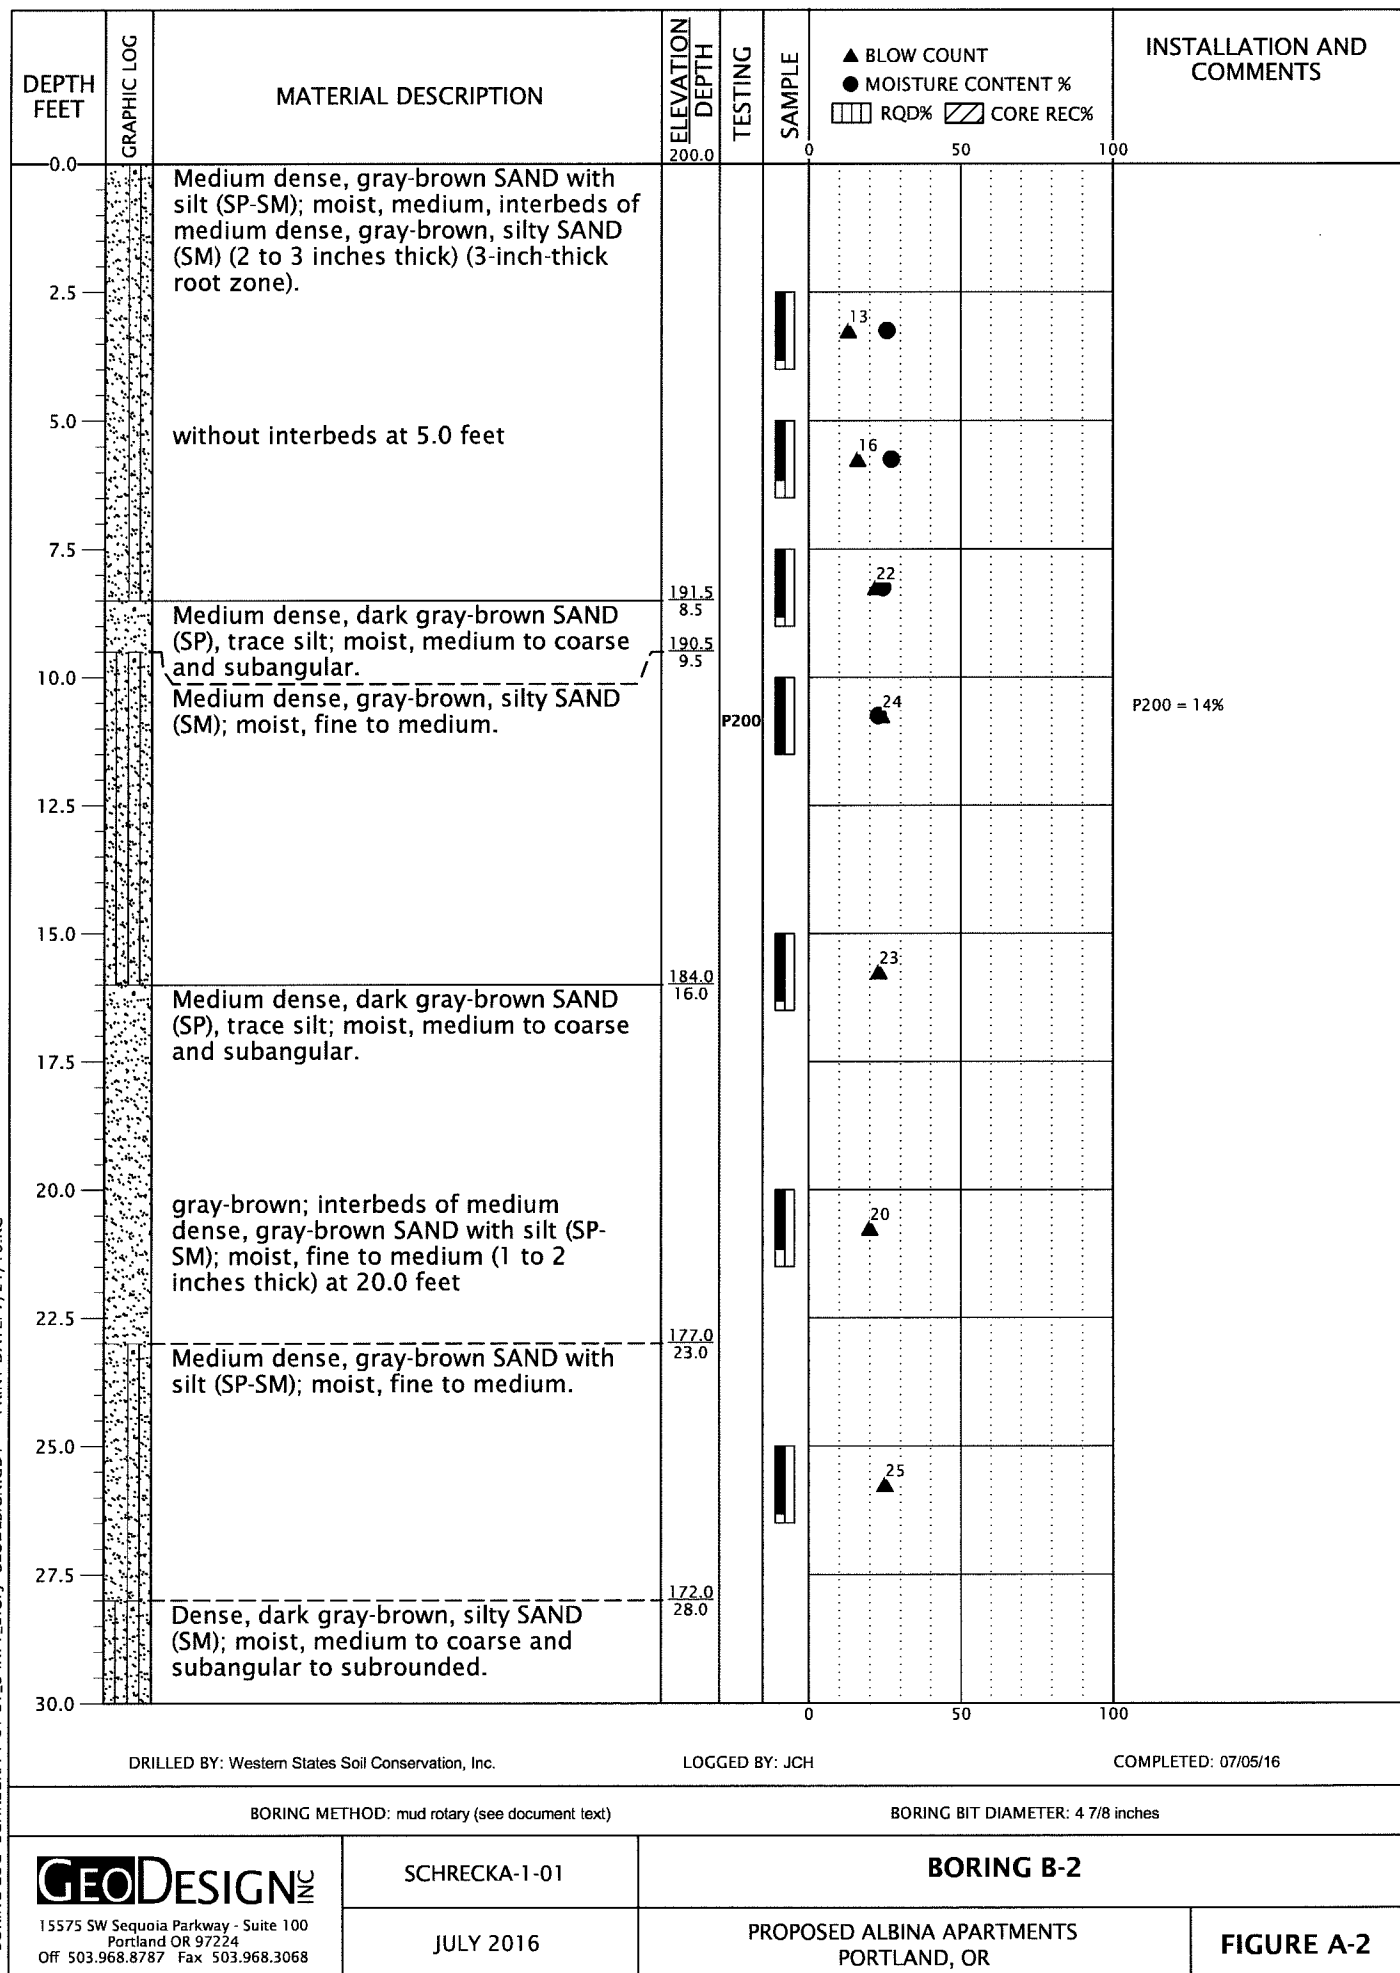 DEPTH
FEET
GRAPHIC LOG
MATERIAL DESCRIPTION
ELEVATION
DEPTH
TESTING
SAMPLE
▲ BLOW COUNT
● MOISTURE CONTENT %
RQD% CORE REC%
INSTALLATION AND
COMMENTS
200.0
0 50 100
0.0
Medium dense, gray-brown SAND with
silt (SP-SM); moist, medium, interbeds of
medium dense, gray-brown, silty SAND
(SM) (2 to 3 inches thick) (3-inch-thick
root zone).
2.5
13
5.0
without interbeds at 5.0 feet
16
7.5
22
191.5
8.5
Medium dense, dark gray-brown SAND
(SP), trace silt; moist, medium to coarse
and subangular.
190.5
9.5
10.0
Medium dense, gray-brown, silty SAND
(SM); moist, fine to medium.
P200
24
P200 = 14%
12.5
15.0
23
184.0
16.0
Medium dense, dark gray-brown SAND
(SP), trace silt; moist, medium to coarse
and subangular.
17.5
20.0
gray-brown; interbeds of medium
dense, gray-brown SAND with silt (SP-
SM); moist, fine to medium (1 to 2
inches thick) at 20.0 feet
20
22.5
177.0
23.0
Medium dense, gray-brown SAND with
silt (SP-SM); moist, fine to medium.
25.0
25
27.5
172.0
28.0
Dense, dark gray-brown, silty SAND
(SM); moist, medium to coarse and
subangular to subrounded.
30.0
0 50 100
DRILLED BY: Western States Soil Conservation, Inc.
LOGGED BY: JCH
COMPLETED: 07/05/16
BORING METHOD: mud rotary (see document text)
BORING BIT DIAMETER: 4 7/8 inches
GEODESIGN INC
15575 SW Sequoia Parkway - Suite 100
Portland OR 97224
Off 503.968.8787 Fax 503.968.3068
SCHRECKA-1-01
JULY 2016
BORING B-2
PROPOSED ALBINA APARTMENTS
PORTLAND, OR
FIGURE A-2